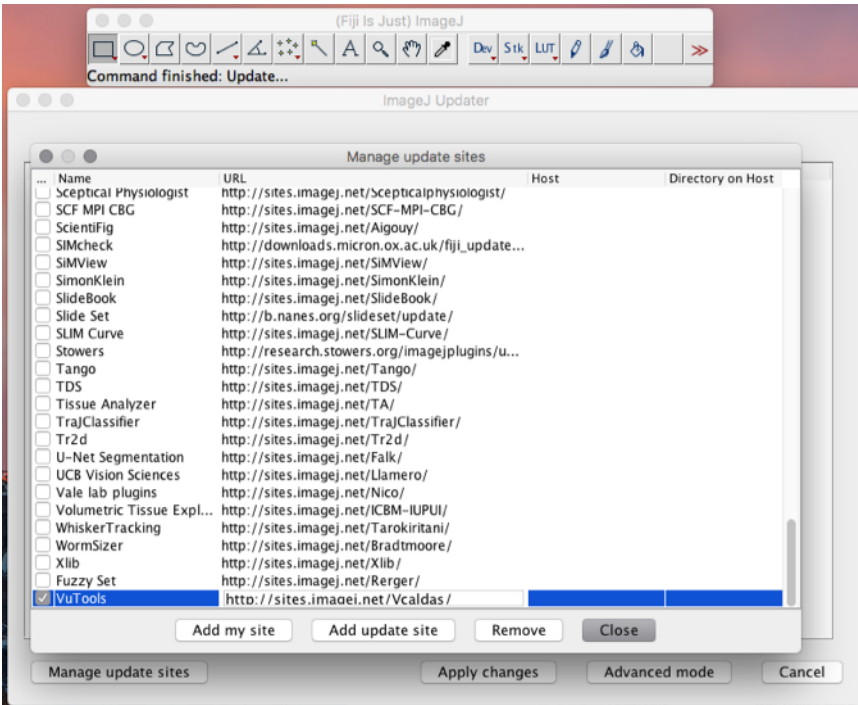 (Fiji Is Just) ImageJ
A Dev Stk LUT >>
Command finished: Update...
ImageJ Updater
Manage update sites
... Name URL Host Directory on Host
Sceptical Physiologist http://sites.imagej.net/Scepticalphysiologist/
SCF MPI CBG http://sites.imagej.net/SCF-MPI-CBG/
ScientiFig http://sites.imagej.net/Aigouy/
SIMcheck http://downloads.micron.ox.ac.uk/fiji_update...
SiMView http://sites.imagej.net/SiMView/
SimonKlein http://sites.imagej.net/SimonKlein/
SlideBook http://sites.imagej.net/SlideBook/
Slide Set http://b.nanes.org/slideset/update/
SLIM Curve http://sites.imagej.net/SLIM-Curve/
Stowers http://research.stowers.org/imagejplugins/u...
Tango http://sites.imagej.net/Tango/
TDS http://sites.imagej.net/TDS/
Tissue Analyzer http://sites.imagej.net/TA/
TraJClassifier http://sites.imagej.net/TraJClassifier/
Tr2d http://sites.imagej.net/Tr2d/
U-Net Segmentation http://sites.imagej.net/Falk/
UCB Vision Sciences http://sites.imagej.net/Llamero/
Vale lab plugins http://sites.imagej.net/Nico/
Volumetric Tissue Expl... http://sites.imagej.net/ICBM-IUPUI/
WhiskerTracking http://sites.imagej.net/Tarokiritani/
WormSizer http://sites.imagej.net/Bradtmoore/
Xlib http://sites.imagej.net/Xlib/
Fuzzy Set http://sites.imagej.net/Rerger/
VuTools http://sites.imagej.net/Vcaldas/
Add my site Add update site Remove Close
Manage update sites Apply changes Advanced mode Cancel